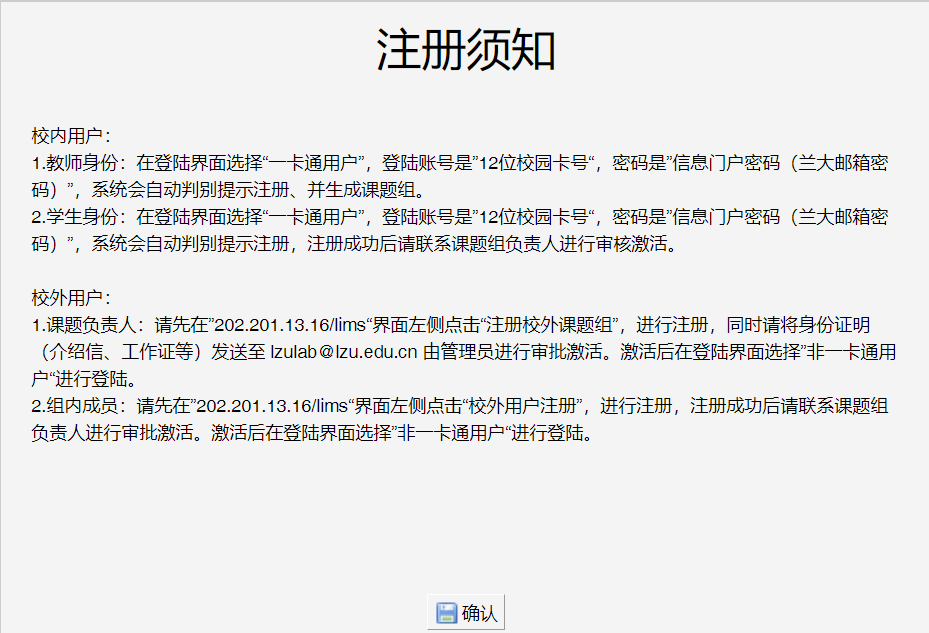 注册须知
校内用户：
1.教师身份：在登陆界面选择“一卡通用户”，登陆账号是”12位校园卡号“，密码是”信息门户密码（兰大邮箱密
码）”，系统会自动判别提示注册、并生成课题组。
2.学生身份：在登陆界面选择“一卡通用户”，登陆账号是”12位校园卡号“，密码是”信息门户密码（兰大邮箱密
码）”，系统会自动判别提示注册，注册成功后请联系课题组负责人进行审核激活。
校外用户：
1.课题负责人：请先在”202.201.13.16/lims“界面左侧点击“注册校外课题组”，进行注册，同时请将身份证明
（介绍信、工作证等）发送至 lzulab@lzu.edu.cn 由管理员进行审批激活。激活后在登陆界面选择”非一卡通用
户“进行登陆。
2.组内成员：请先在”202.201.13.16/lims“界面左侧点击“校外用户注册”，进行注册，注册成功后请联系课题组
负责人进行审批激活。激活后在登陆界面选择”非一卡通用户“进行登陆。
确认